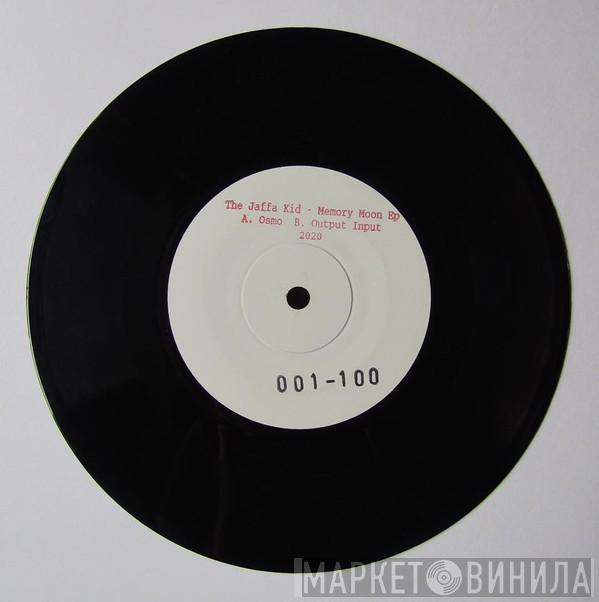 The Jaffa Kid - Memory Moon Ep
A. Osmo B. Output Input
2020
001-100
МАРКЕТ ВИНИЛА